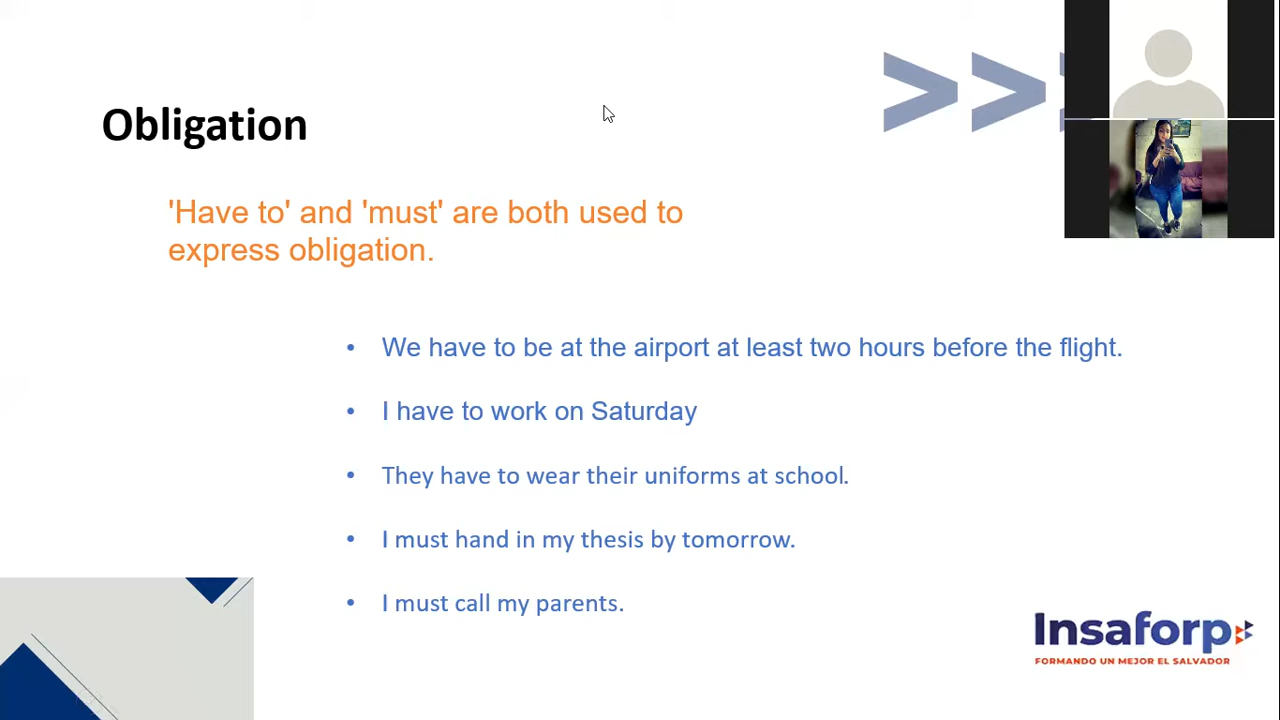 Obligation
'Have to' and 'must' are both used to
express obligation.
• We have to be at the airport at least two hours before the flight.
• I have to work on Saturday
• They have to wear their uniforms at school.
• I must hand in my thesis by tomorrow.
• I must call my parents.
Insaforp
FORMANDO UN MEJOR EL SALVADOR